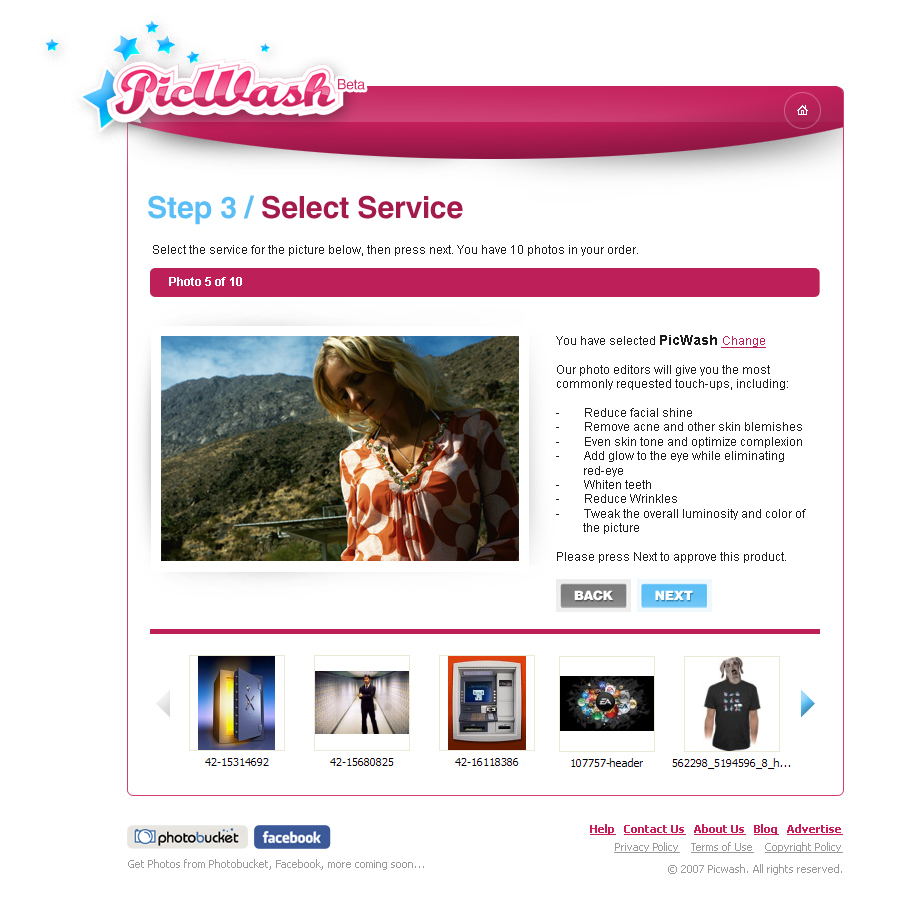 PicWash Beta
Step 3 / Select Service
Select the service for the picture below, then press next. You have 10 photos in your order.
Photo 5 of 10
You have selected PicWash Change
Our photo editors will give you the most
commonly requested touch-ups, including:
- Reduce facial shine
- Remove acne and other skin blemishes
- Even skin tone and optimize complexion
- Add glow to the eye while eliminating
red-eye
- Whiten teeth
- Reduce Wrinkles
- Tweak the overall luminosity and color of
the picture
Please press Next to approve this product.
BACK NEXT
EA
42-15314692 42-15680825 42-16118386 107757-header 562298_5194596_8_h...
photobucket facebook
Help Contact Us About Us Blog Advertise
Privacy Policy Terms of Use Copyright Policy
Get Photos from Photobucket, Facebook, more coming soon...
© 2007 Picwash. All rights reserved.